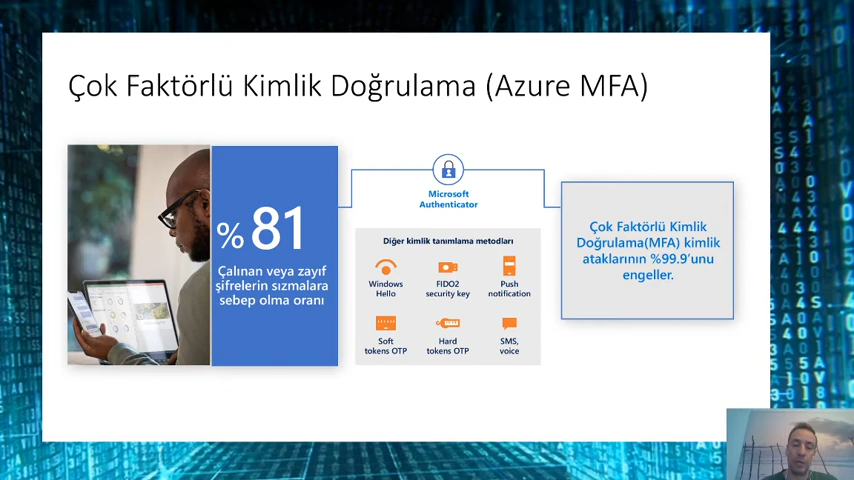 Çok Faktörlü Kimlik Doğrulama (Azure MFA)
% 81
Çalınan veya zayıf
şifrelerin sızmalara
sebep olma oranı
Microsoft
Authenticator
Diğer kimlik tanımlama metodları
Windows
Hello
FIDO2
security key
Push
notification
Soft
tokens OTP
Hard
tokens OTP
SMS,
voice
Çok Faktörlü Kimlik
Doğrulama(MFA) kimlik
ataklarının %99.9'unu
engeller.